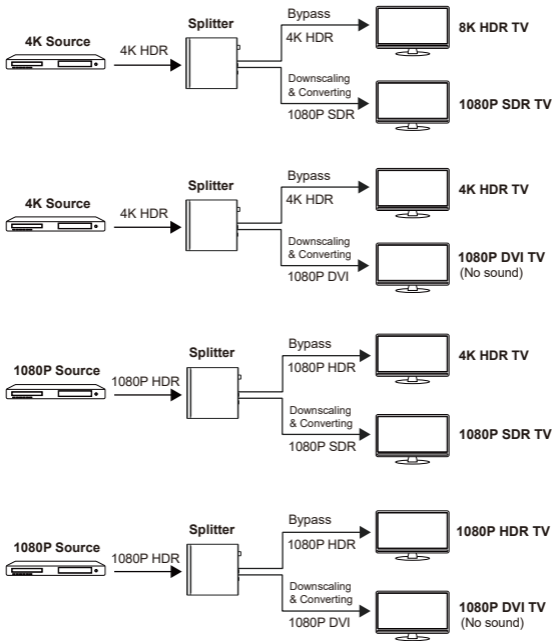 4K Source
4K HDR
Splitter
Bypass
4K HDR
8K HDR TV
Downscaling
& Converting
1080P SDR
1080P SDR TV
4K Source
4K HDR
Splitter
Bypass
4K HDR
4K HDR TV
Downscaling
& Converting
1080P DVI
1080P DVI TV
(No sound)
1080P Source
1080P HDR
Splitter
Bypass
1080P HDR
4K HDR TV
Downscaling
& Converting
1080P SDR
1080P SDR TV
1080P Source
1080P HDR
Splitter
Bypass
1080P HDR
1080P HDR TV
Downscaling
& Converting
1080P DVI
1080P DVI TV
(No sound)